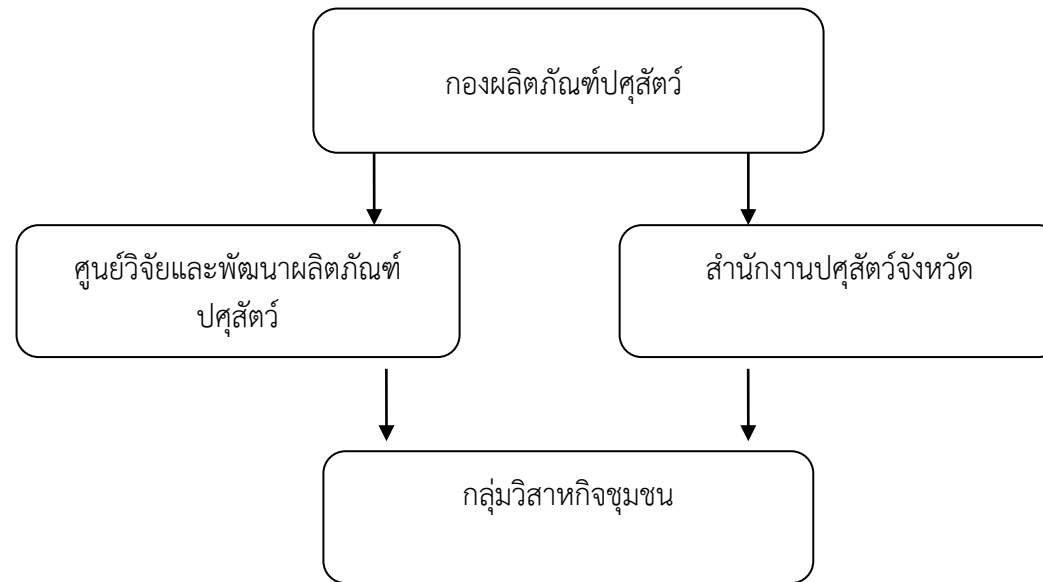 กองผลิตภัณฑ์ปศุสัตว์
ศูนย์วิจัยและพัฒนาผลิตภัณฑ์
ปศุสัตว์
สำนักงานปศุสัตว์จังหวัด
กลุ่มวิสาหกิจชุมชน